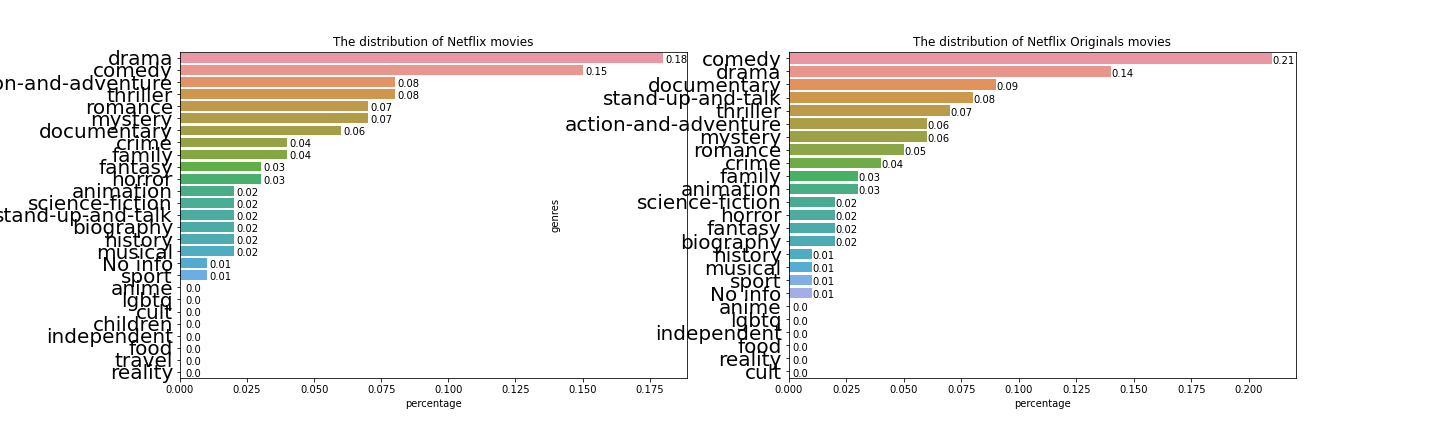 The distribution of Netflix movies
drama 0.18
comedy 0.15
on-and-adventure 0.08
thriller 0.08
romance 0.07
mystery 0.07
documentary 0.06
crime 0.04
family 0.04
fantasy 0.03
horror 0.03
animation 0.02
science-fiction 0.02
stand-up-and-talk 0.02
biography 0.02
history 0.02
musical 0.02
No info 0.01
sport 0.01
anime 0.0
lgbtq 0.0
cult 0.0
children 0.0
independent 0.0
food 0.0
travel 0.0
reality 0.0
0.000 0.025 0.050 0.075 0.100 0.125 0.150 0.175
percentage
The distribution of Netflix Originals movies
genres
comedy 0.21
drama 0.14
documentary 0.09
stand-up-and-talk 0.08
thriller 0.07
action-and-adventure 0.06
mystery 0.06
romance 0.05
crime 0.04
family 0.03
animation 0.03
science-fiction 0.02
horror 0.02
fantasy 0.02
biography 0.02
history 0.01
musical 0.01
sport 0.01
No info 0.01
anime 0.0
lgbtq 0.0
independent 0.0
food 0.0
reality 0.0
cult 0.0
0.000 0.025 0.050 0.075 0.100 0.125 0.150 0.175 0.200
percentage